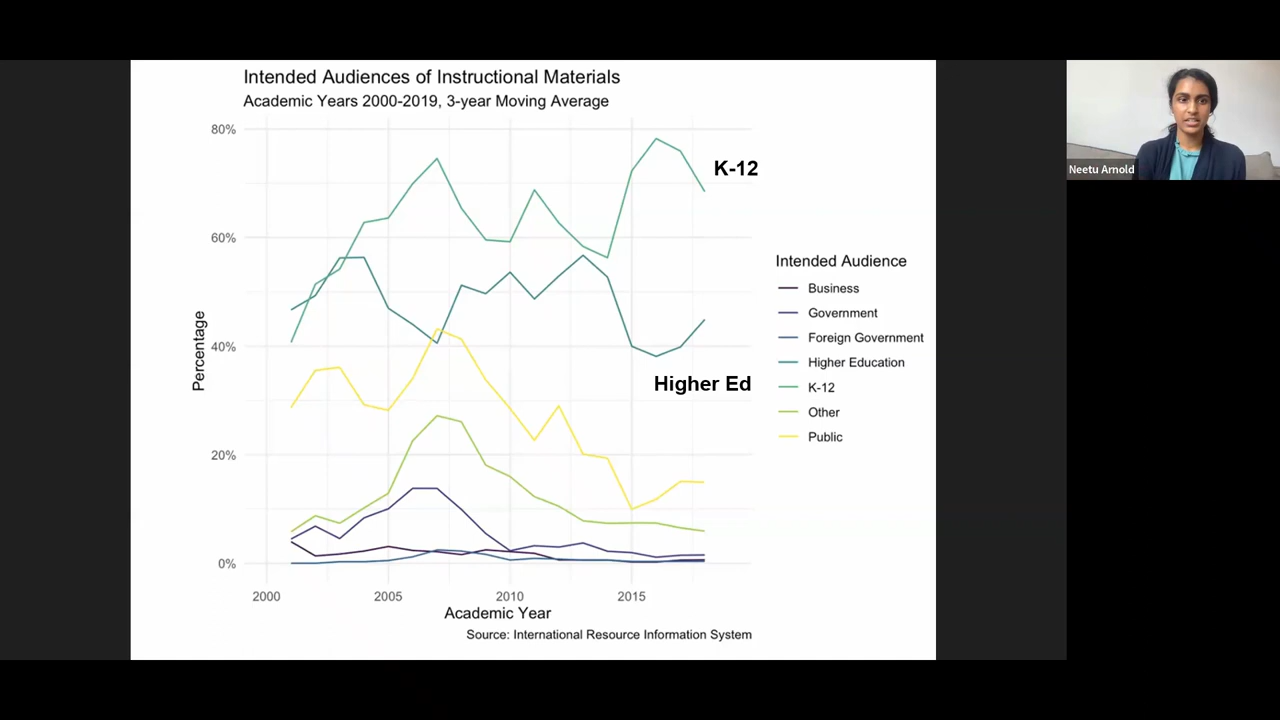 Intended Audiences of Instructional Materials
Academic Years 2000-2019, 3-year Moving Average
80%
60%
40%
20%
0%
Percentage
K-12
Higher Ed
2000
2005
2010
2015
Academic Year
Source: International Resource Information System
Intended Audience
Business
Government
Foreign Government
Higher Education
K-12
Other
Public
Neetu Arnold